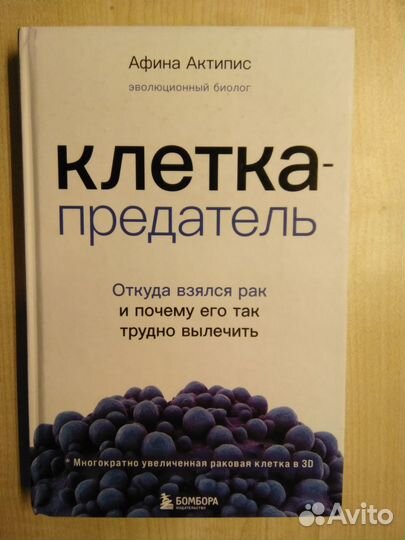 Афина Актипис
эволюционный биолог
клетка-
предатель
Откуда взялся рак
и почему его так
трудно вылечить
* Многократно увеличенная раковая клетка в 3D
БОМБОРА
ИЗДАТЕЛЬСТВО
Avito